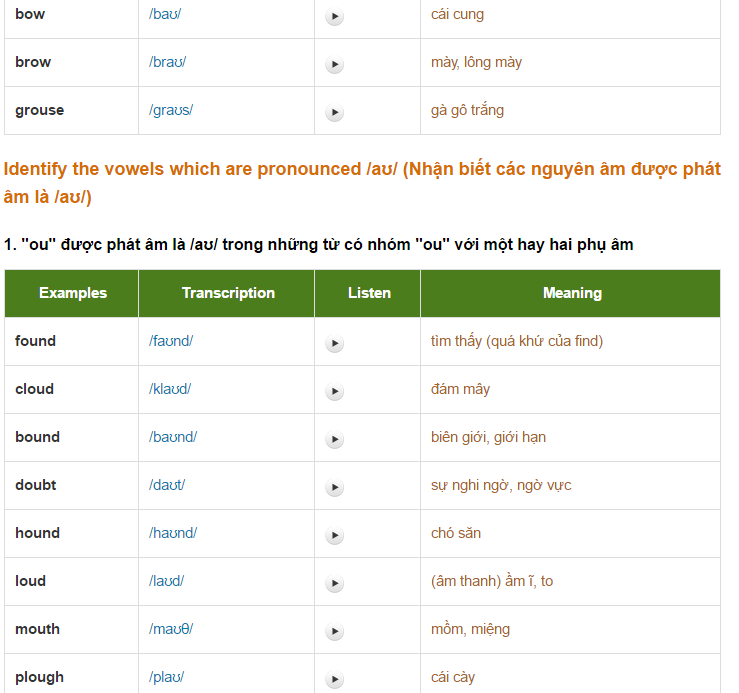 bow /baʊ/ cái cung
brow /braʊ/ mày, lông mày
grouse /graʊs/ gà gô trắng
Identify the vowels which are pronounced /aʊ/ (Nhận biết các nguyên âm được phát
âm là /aʊ/)
1. "ou" được phát âm là /aʊ/ trong những từ có nhóm "ou" với một hay hai phụ âm
Examples Transcription Listen Meaning
found /faʊnd/ tìm thấy (quá khứ của find)
cloud /klaʊd/ đám mây
bound /baʊnd/ biên giới, giới hạn
doubt /daʊt/ sự nghi ngờ, ngờ vực
hound /haʊnd/ chó săn
loud /laʊd/ (âm thanh) ầm ĩ, to
mouth /maʊθ/ mồm, miệng
plough /plaʊ/ cái cày